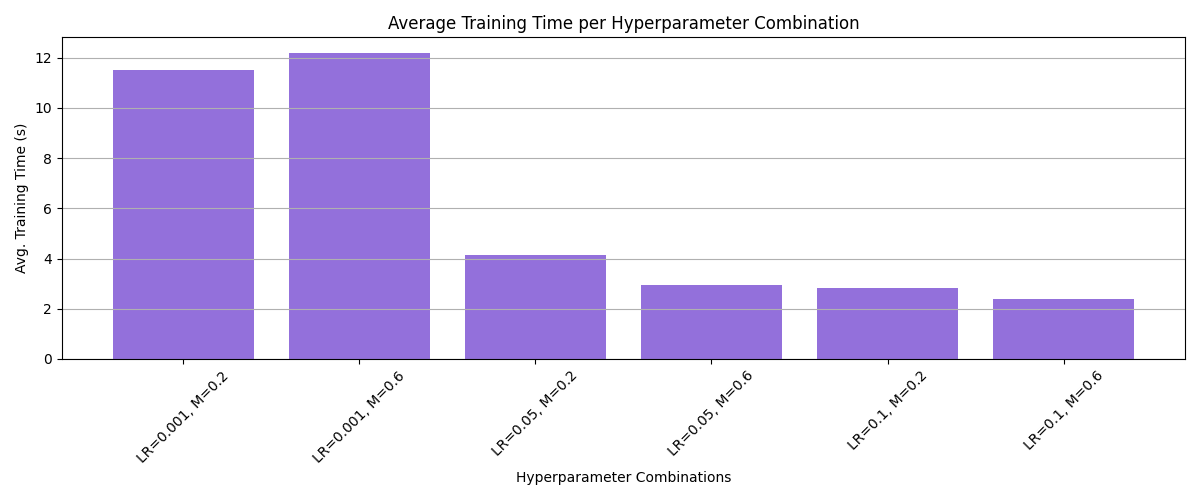 Average Training Time per Hyperparameter Combination
Avg. Training Time (s)
12
10
8
6
4
2
0
LR=0.001, M=0.2
LR=0.001, M=0.6
LR=0.05, M=0.2
LR=0.05, M=0.6
LR=0.1, M=0.2
LR=0.1, M=0.6
Hyperparameter Combinations